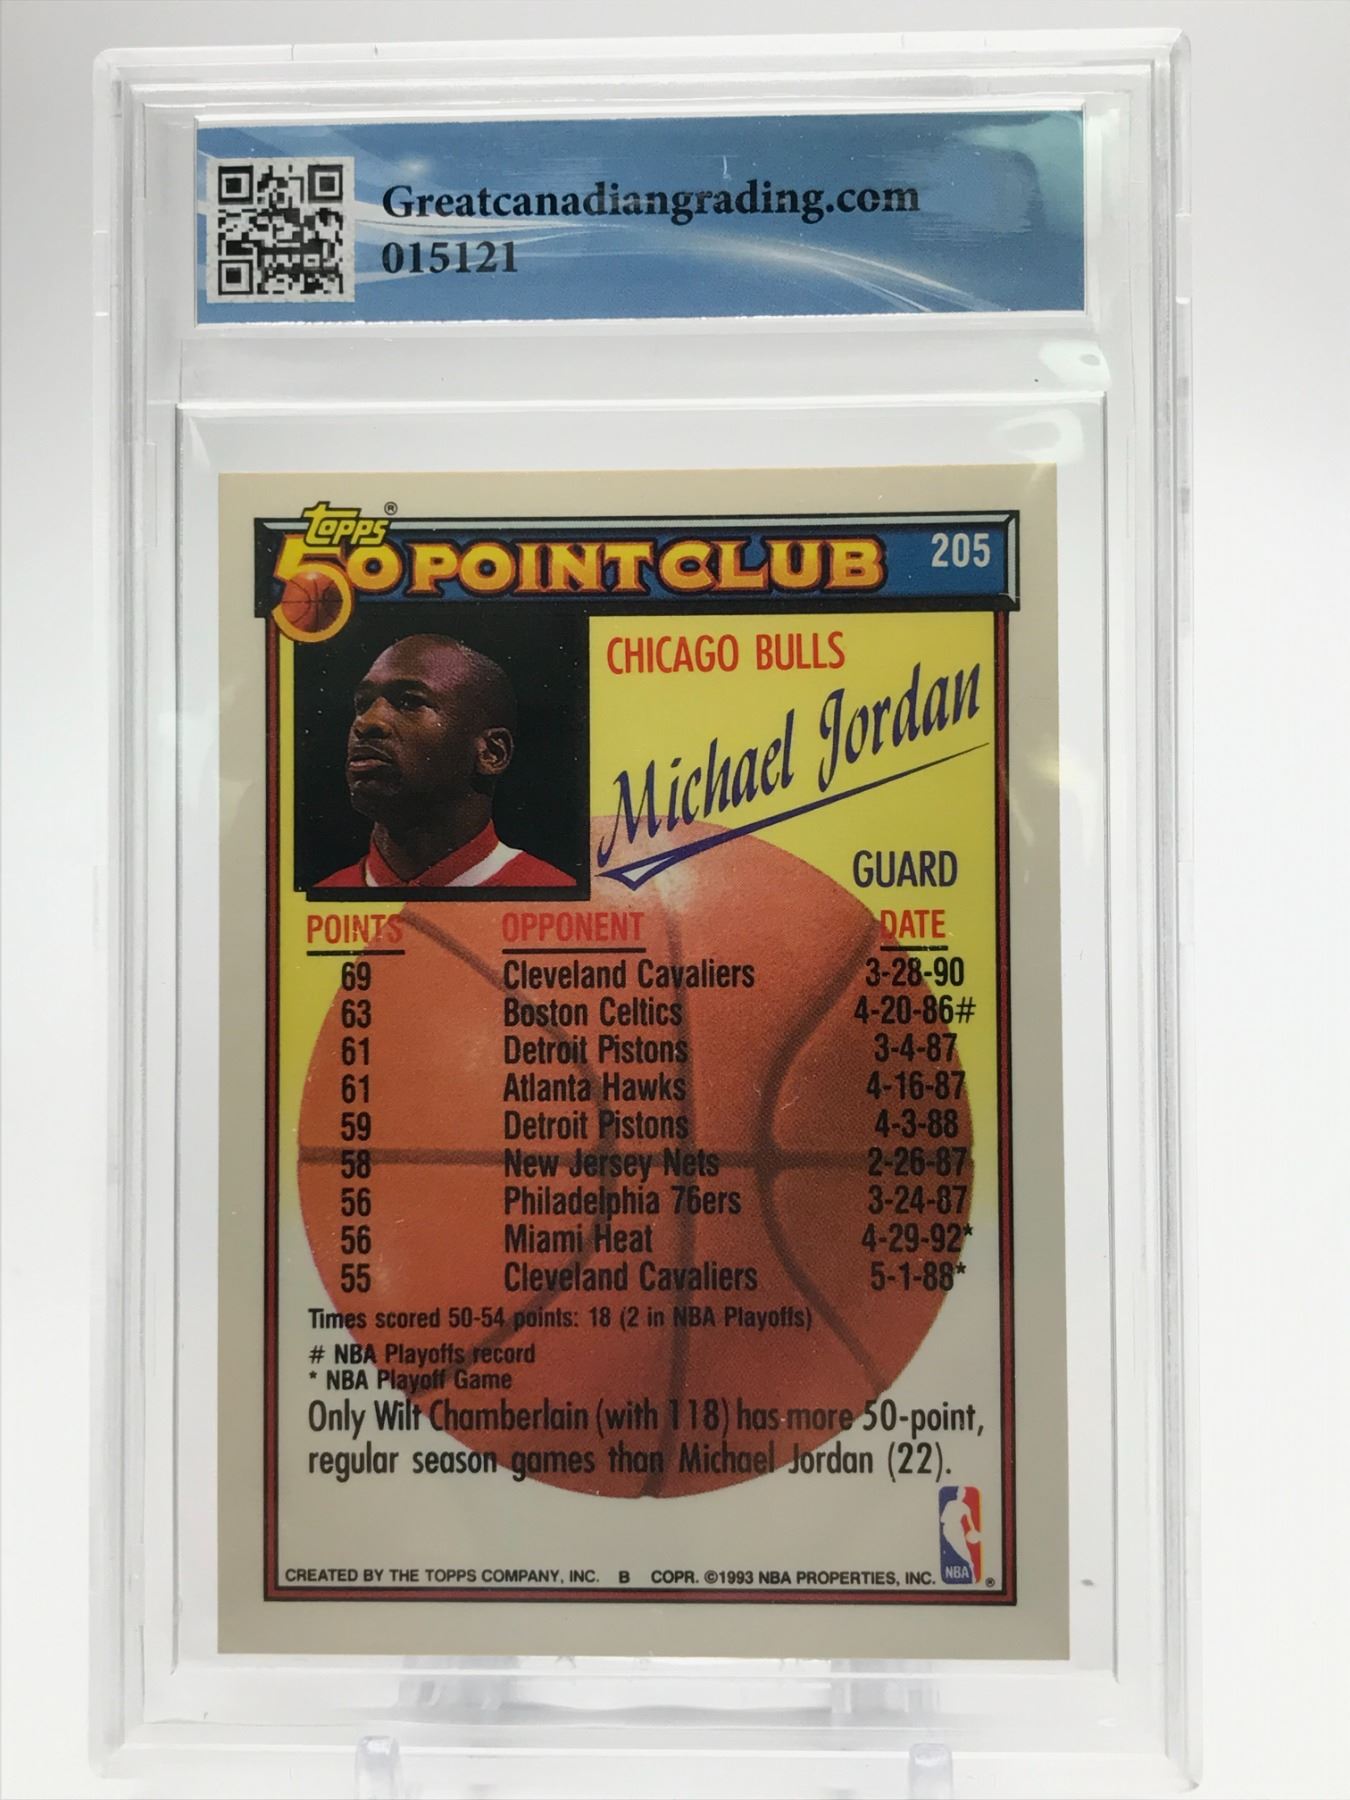 Greatcanadiangrading.com
015121
topps®
50 POINT CLUB 205
CHICAGO BULLS
Michael Jordan
GUARD
POINTS OPPONENT DATE
69 Cleveland Cavaliers 3-28-90
63 Boston Celtics 4-20-86#
61 Detroit Pistons 3-4-87
61 Atlanta Hawks 4-16-87
59 Detroit Pistons 4-3-88
58 New Jersey Nets 2-26-87
56 Philadelphia 76ers 3-24-87
56 Miami Heat 4-29-92*
55 Cleveland Cavaliers 5-1-88*
Times scored 50-54 points: 18 (2 in NBA Playoffs)
# NBA Playoffs record
* NBA Playoff Game
Only Wilt Chamberlain (with 118) has more 50-point,
regular season games than Michael Jordan (22).
NBA ®
CREATED BY THE TOPPS COMPANY, INC. B COPR. ©1993 NBA PROPERTIES, INC.